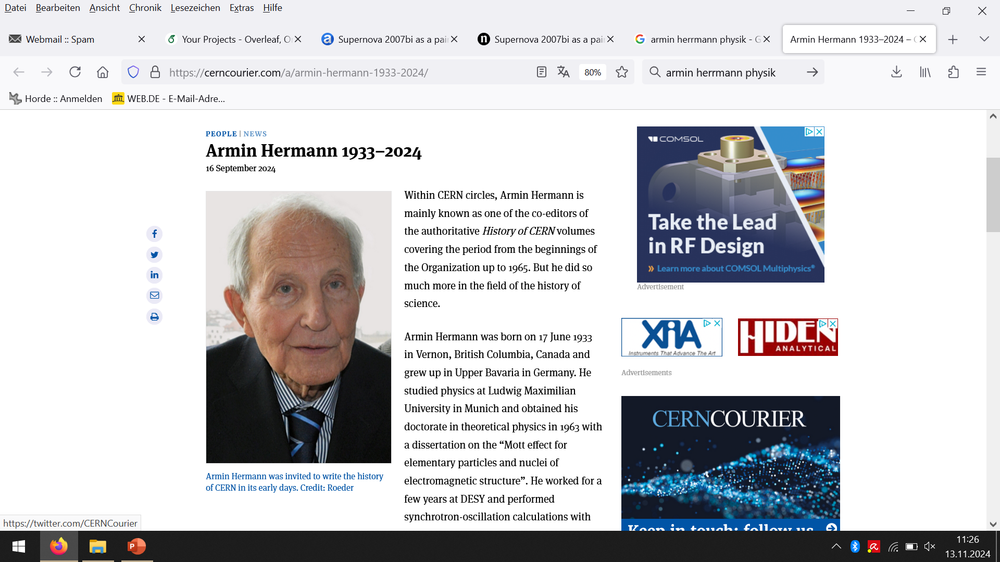 Datei Bearbeiten Ansicht Chronik Lesezeichen Extras Hilfe
Webmail :: Spam
Your Projects - Overleaf, O
Supernova 2007bi as a pai
Supernova 2007bi as a pai
armin herrmann physik - G
Armin Hermann 1933–2024 –
https://cerncourier.com/a/armin-hermann-1933-2024/
80%
armin herrmann physik
Horde :: Anmelden
WEB.DE - E-Mail-Adre...
PEOPLE | NEWS
Armin Hermann 1933–2024
16 September 2024
Within CERN circles, Armin Hermann is
mainly known as one of the co-editors of
the authoritative History of CERN volumes
covering the period from the beginnings of
the Organization up to 1965. But he did so
much more in the field of the history of
science.
Armin Hermann was born on 17 June 1933
in Vernon, British Columbia, Canada and
grew up in Upper Bavaria in Germany. He
studied physics at Ludwig Maximilian
University in Munich and obtained his
doctorate in theoretical physics in 1963 with
a dissertation on the “Mott effect for
elementary particles and nuclei of
electromagnetic structure”. He worked for a
few years at DESY and performed
synchrotron-oscillation calculations with
Armin Hermann was invited to write the history
of CERN in its early days. Credit: Roeder
COMSOL
Take the Lead
in RF Design
» Learn more about COMSOL Multiphysics®
Advertisement
XIA
Instruments That Advance The Art
HIDEN
ANALYTICAL
Advertisements
CERNCOURIER
Keep in touch: follow us
https://twitter.com/CERNCourier
11:26
13.11.2024